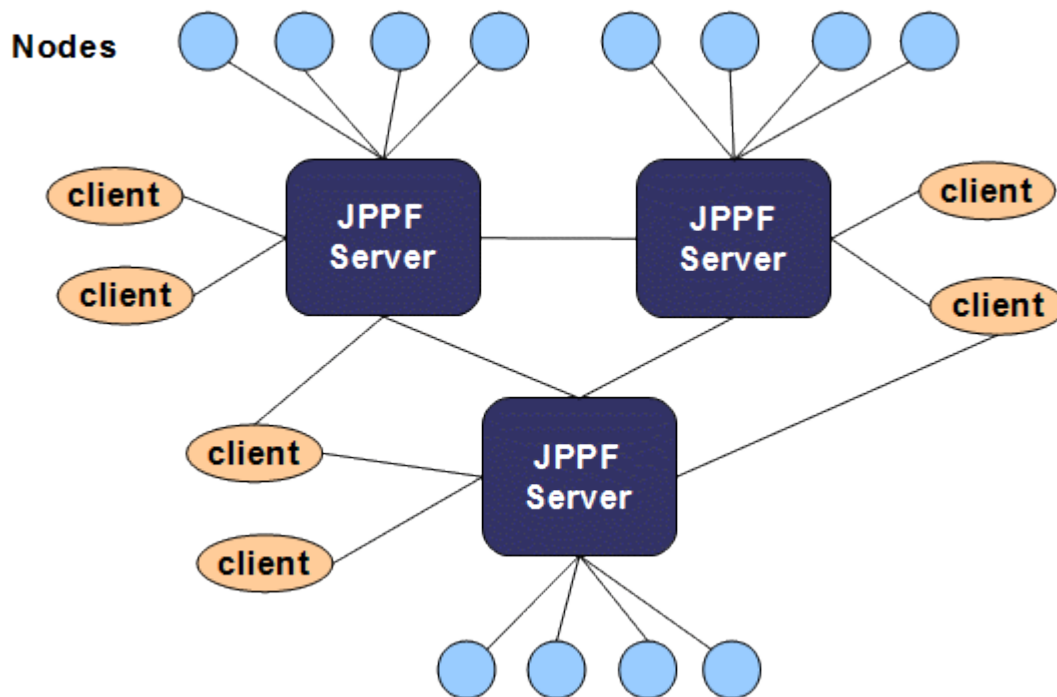 Nodes
client
client
JPPF
Server
JPPF
Server
client
client
client
client
JPPF
Server